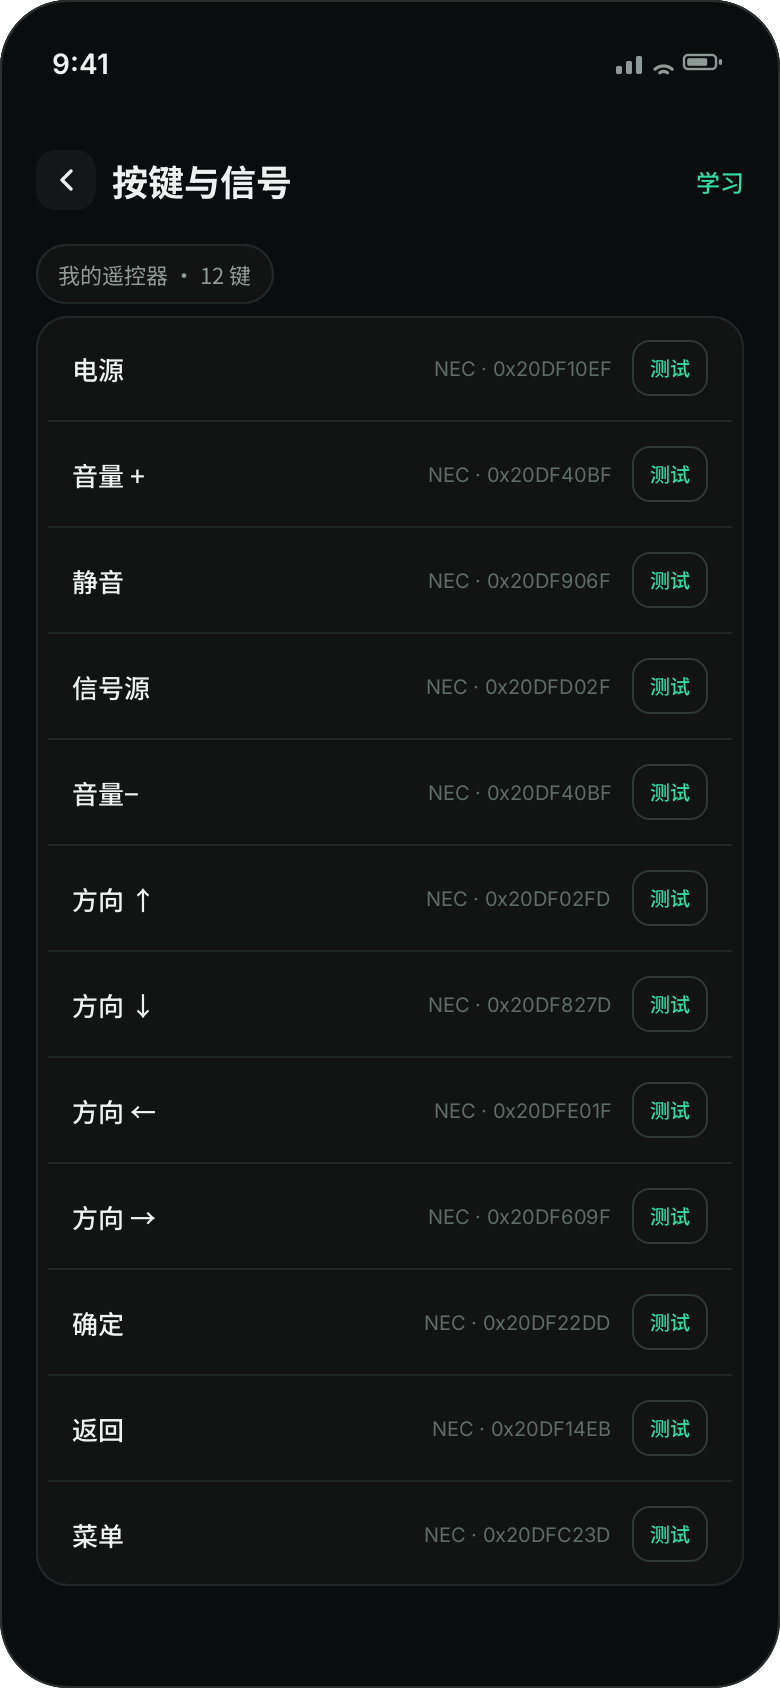 9:41
按键与信号
学习
我的遥控器 · 12 键
电源 NEC · 0x20DF10EF 测试
音量 + NEC · 0x20DF40BF 测试
静音 NEC · 0x20DF906F 测试
信号源 NEC · 0x20DFD02F 测试
音量− NEC · 0x20DF40BF 测试
方向 ↑ NEC · 0x20DF02FD 测试
方向 ↓ NEC · 0x20DF827D 测试
方向 ← NEC · 0x20DFE01F 测试
方向 → NEC · 0x20DF609F 测试
确定 NEC · 0x20DF22DD 测试
返回 NEC · 0x20DF14EB 测试
菜单 NEC · 0x20DFC23D 测试